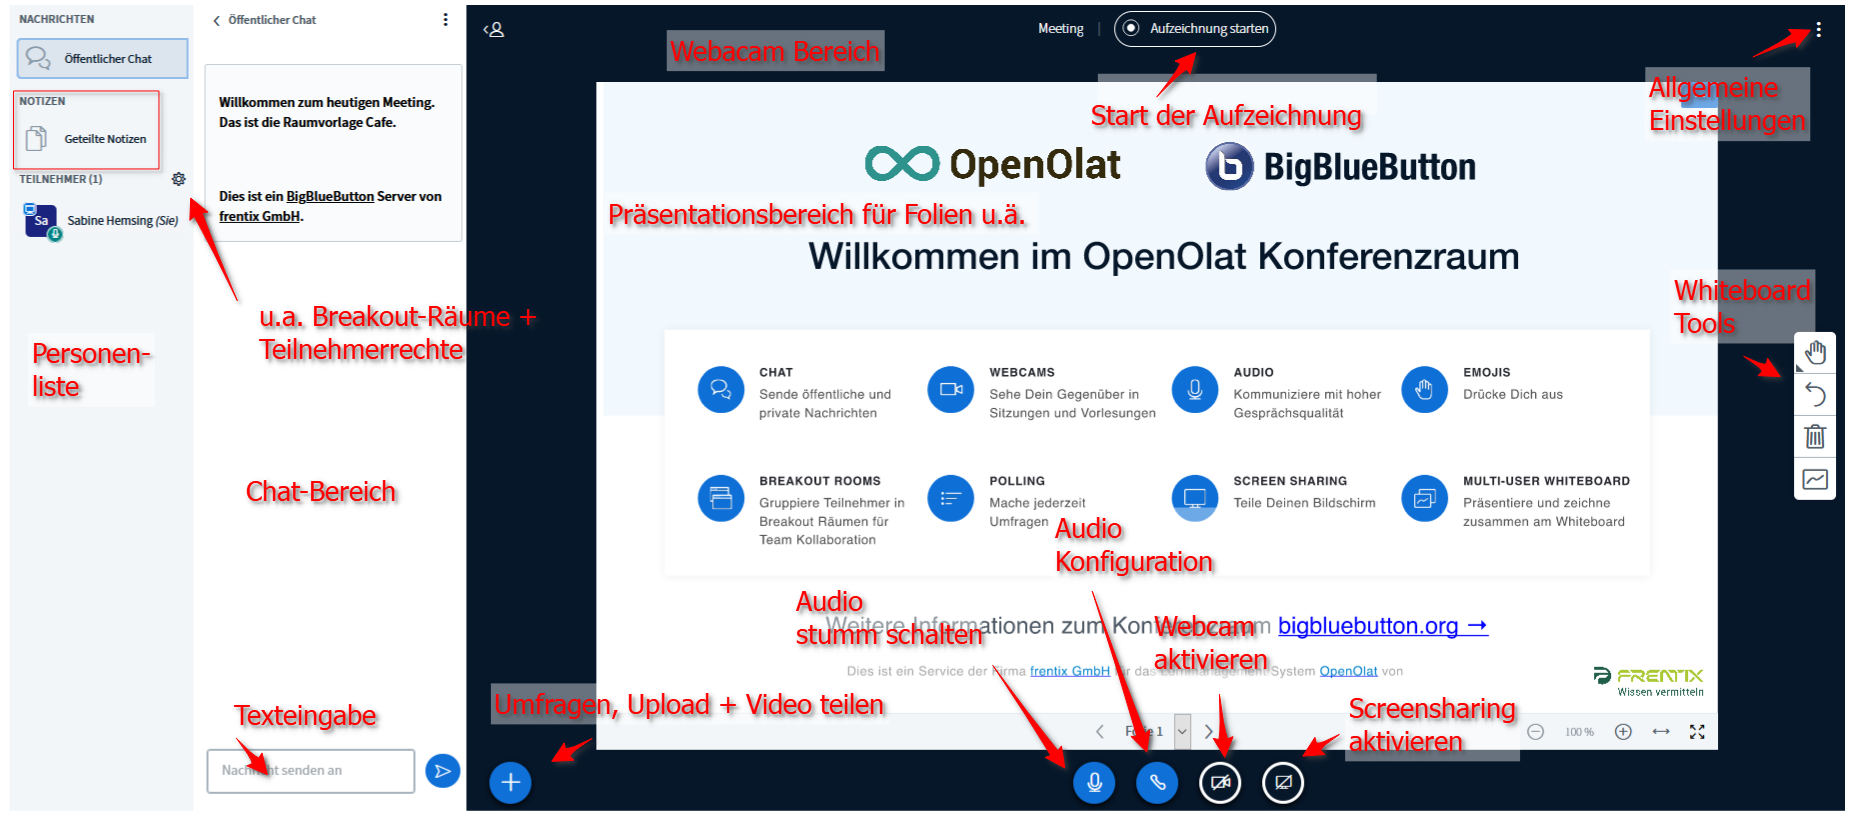 NACHRICHTEN
Öffentlicher Chat
NOTIZEN
Geteilte Notizen
TEILNEHMER (1)
Sa
Sabine Hemsing (Sie)
Personen-
liste
Öffentlicher Chat
Willkommen zum heutigen Meeting.
Das ist die Raumvorlage Cafe.
Dies ist ein BigBlueButton Server von
frentix GmbH.
u.a. Breakout-Räume +
Teilnehmerrechte
Chat-Bereich
Texteingabe
Nachricht senden an
Meeting
Aufzeichnung starten
Webacam Bereich
Start der Aufzeichnung
Allgemeine
Einstellungen
OpenOlat
BigBlueButton
Präsentationsbereich für Folien u.ä.
Willkommen im OpenOlat Konferenzraum
Whiteboard
Tools
CHAT
Sende öffentliche und
private Nachrichten
WEBCAMS
Sehe Dein Gegenüber in
Sitzungen und Vorlesungen
AUDIO
Kommuniziere mit hoher
Gesprächsqualität
EMOJIS
Drücke Dich aus
BREAKOUT ROOMS
Gruppiere Teilnehmer in
Breakout Räumen für
Team Kollaboration
POLLING
Mache jederzeit
Umfragen
SCREEN SHARING
Teile Deinen Bildschirm
MULTI-USER WHITEBOARD
Präsentiere und zeichne
zusammen am Whiteboard
Audio
Konfiguration
Audio
stumm schalten
Webcam
aktivieren
Weitere Informationen zum Konferenzraum bigbluebutton.org →
Dies ist ein Service der Firma frentix GmbH für das Learnmanagement System OpenOlat von
FRENTIX
Wissen vermitteln
Umfragen, Upload + Video teilen
Screensharing
aktivieren
Folie 1
100 %